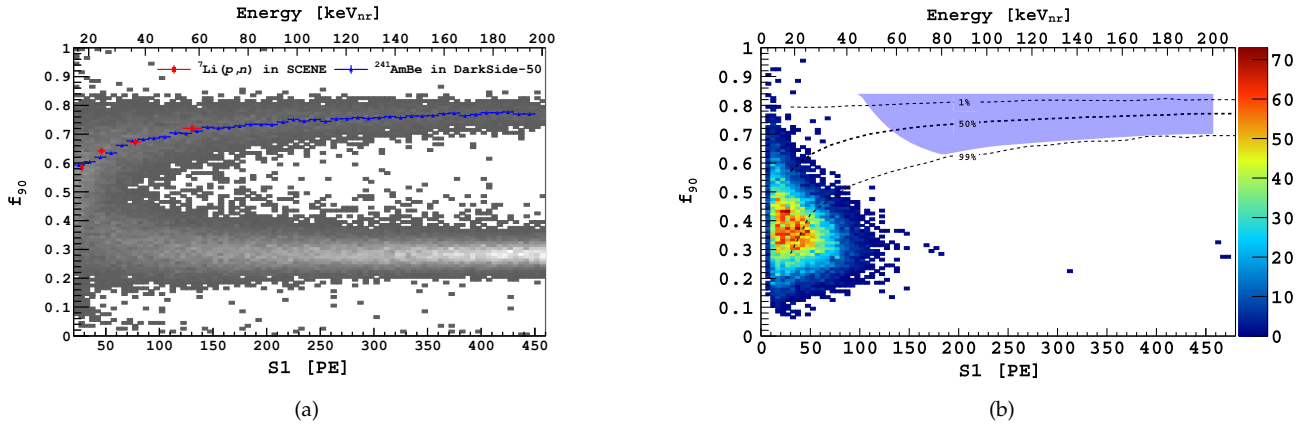 Energy [keVnr]
20 40 60 80 100 120 140 160 180 200
7Li(p,n) in SCENE 241AmBe in DarkSide-50
1
0.9
0.8
0.7
0.6
0.5
0.4
0.3
0.2
0.1
0
f90
50 100 150 200 250 300 350 400 450
S1 [PE]
(a)
Energy [keVnr]
0 20 40 60 80 100 120 140 160 180 200
1
0.9
0.8
0.7
0.6
0.5
0.4
0.3
0.2
0.1
0
f90
1%
50%
99%
0 50 100 150 200 250 300 350 400 450
S1 [PE]
70
60
50
40
30
20
10
0
(b)